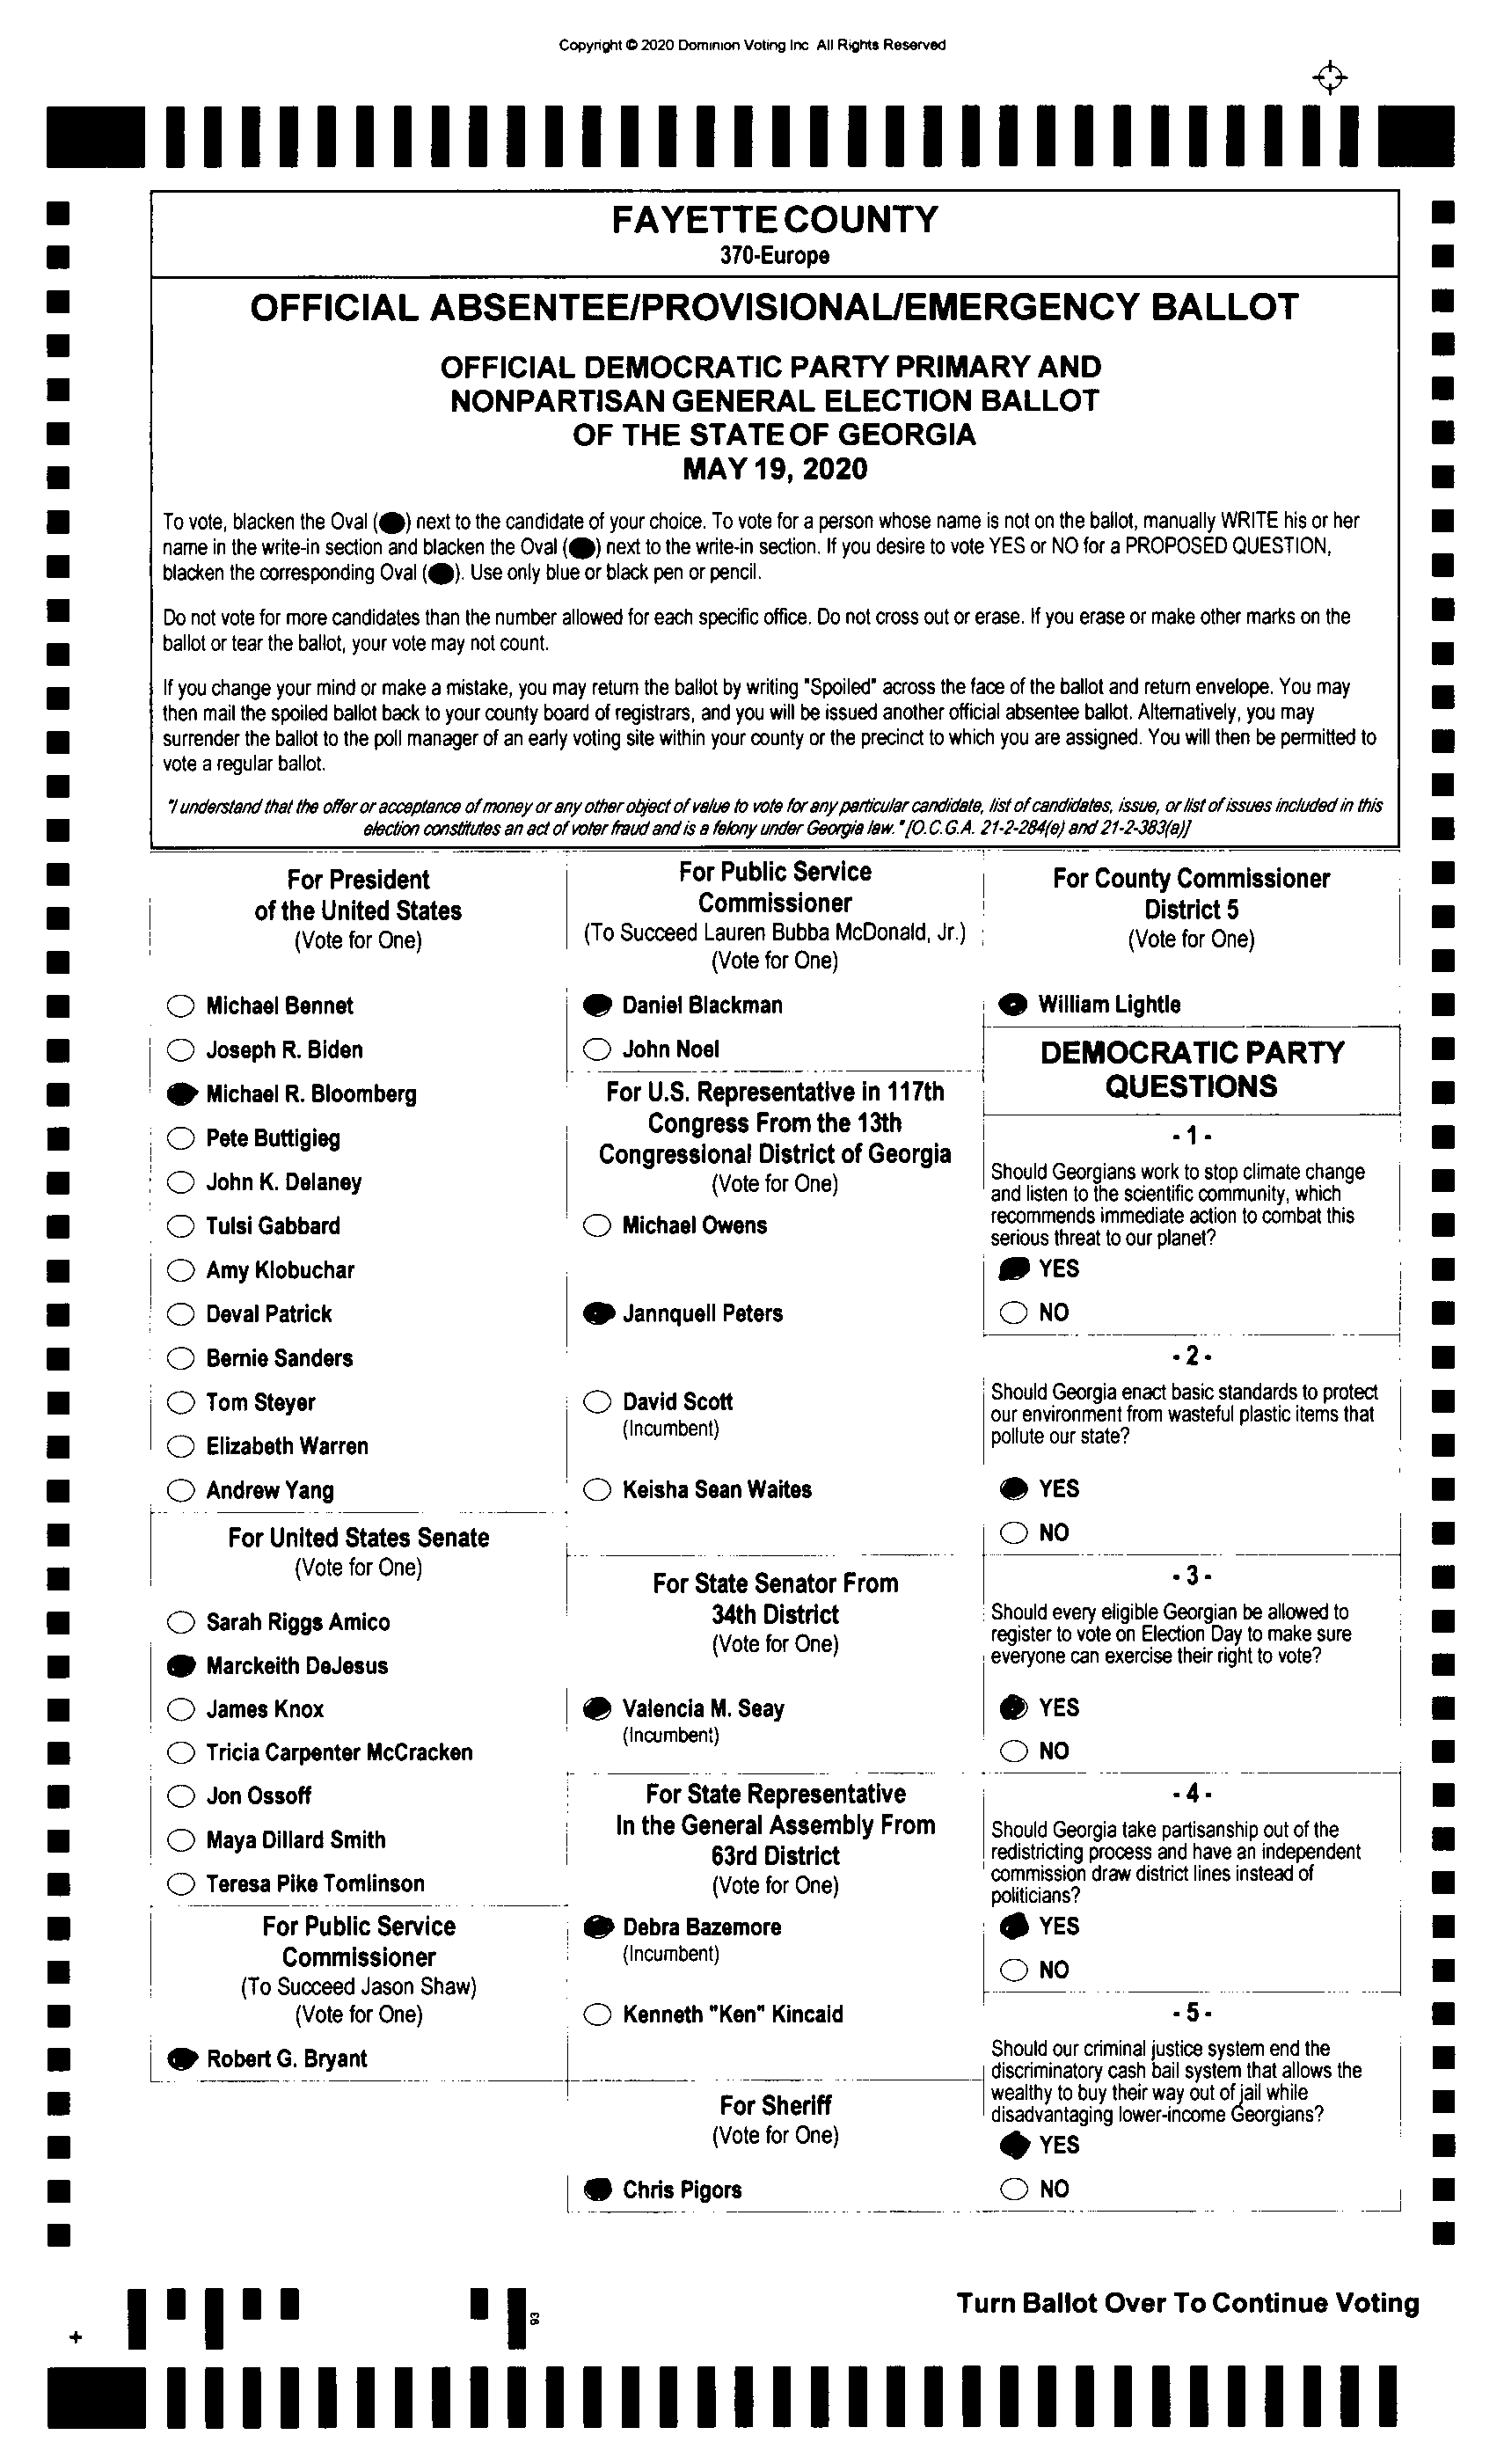 Copyright © 2020 Dominion Voting Inc All Rights Reserved
FAYETTE COUNTY
370-Europe
OFFICIAL ABSENTEE/PROVISIONAL/EMERGENCY BALLOT
OFFICIAL DEMOCRATIC PARTY PRIMARY AND
NONPARTISAN GENERAL ELECTION BALLOT
OF THE STATE OF GEORGIA
MAY 19, 2020
To vote, blacken the Oval (●) next to the candidate of your choice. To vote for a person whose name is not on the ballot, manually WRITE his or her
name in the write-in section and blacken the Oval (●) next to the write-in section. If you desire to vote YES or NO for a PROPOSED QUESTION,
blacken the corresponding Oval (●). Use only blue or black pen or pencil.
Do not vote for more candidates than the number allowed for each specific office. Do not cross out or erase. If you erase or make other marks on the
ballot or tear the ballot, your vote may not count.
If you change your mind or make a mistake, you may return the ballot by writing "Spoiled" across the face of the ballot and return envelope. You may
then mail the spoiled ballot back to your county board of registrars, and you will be issued another official absentee ballot. Alternatively, you may
surrender the ballot to the poll manager of an early voting site within your county or the precinct to which you are assigned. You will then be permitted to
vote a regular ballot.
"I understand that the offer or acceptance of money or any other object of value to vote for any particular candidate, list of candidates, issue, or list of issues included in this
election constitutes an act of voter fraud and is a felony under Georgia law." [O.C.G.A. 21-2-284(e) and 21-2-383(a)]
For President
of the United States
(Vote for One)
Michael Bennet
Joseph R. Biden
Michael R. Bloomberg
Pete Buttigieg
John K. Delaney
Tulsi Gabbard
Amy Klobuchar
Deval Patrick
Bernie Sanders
Tom Steyer
Elizabeth Warren
Andrew Yang
For United States Senate
(Vote for One)
Sarah Riggs Amico
Marckeith DeJesus
James Knox
Tricia Carpenter McCracken
Jon Ossoff
Maya Dillard Smith
Teresa Pike Tomlinson
For Public Service
Commissioner
(To Succeed Jason Shaw)
(Vote for One)
Robert G. Bryant
For Public Service
Commissioner
(To Succeed Lauren Bubba McDonald, Jr.)
(Vote for One)
Daniel Blackman
John Noel
For U.S. Representative in 117th
Congress From the 13th
Congressional District of Georgia
(Vote for One)
Michael Owens
Jannquell Peters
David Scott
(Incumbent)
Keisha Sean Waites
For State Senator From
34th District
(Vote for One)
Valencia M. Seay
(Incumbent)
For State Representative
In the General Assembly From
63rd District
(Vote for One)
Debra Bazemore
(Incumbent)
Kenneth "Ken" Kincaid
For Sheriff
(Vote for One)
Chris Pigors
For County Commissioner
District 5
(Vote for One)
William Lightle
DEMOCRATIC PARTY
QUESTIONS
- 1 -
Should Georgians work to stop climate change
and listen to the scientific community, which
recommends immediate action to combat this
serious threat to our planet?
YES
NO
- 2 -
Should Georgia enact basic standards to protect
our environment from wasteful plastic items that
pollute our state?
YES
NO
- 3 -
Should every eligible Georgian be allowed to
register to vote on Election Day to make sure
everyone can exercise their right to vote?
YES
NO
- 4 -
Should Georgia take partisanship out of the
redistricting process and have an independent
commission draw district lines instead of
politicians?
YES
NO
- 5 -
Should our criminal justice system end the
discriminatory cash bail system that allows the
wealthy to buy their way out of jail while
disadvantaging lower-income Georgians?
YES
NO
93
Turn Ballot Over To Continue Voting